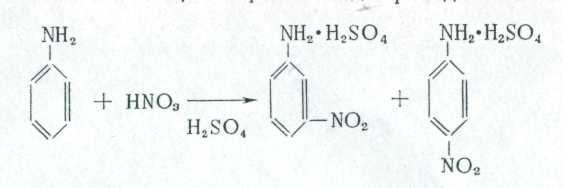 NH₂ NH₂•H₂SO₄ NH₂•H₂SO₄
+ HNO₃ ⟶ +
H₂SO₄ —NO₂
NO₂